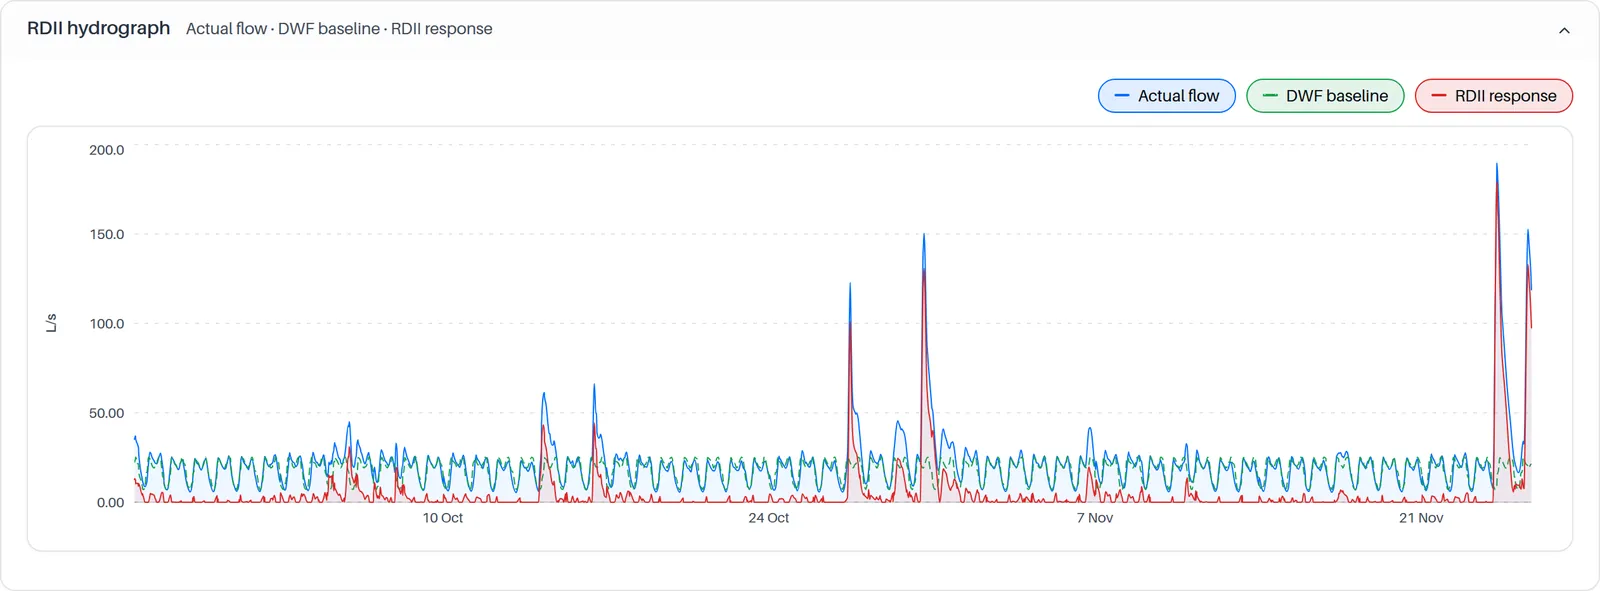 RDII hydrograph Actual flow · DWF baseline · RDII response
Actual flow DWF baseline RDII response
200.0
150.0
100.0
50.00
0.00
L/s
10 Oct 24 Oct 7 Nov 21 Nov